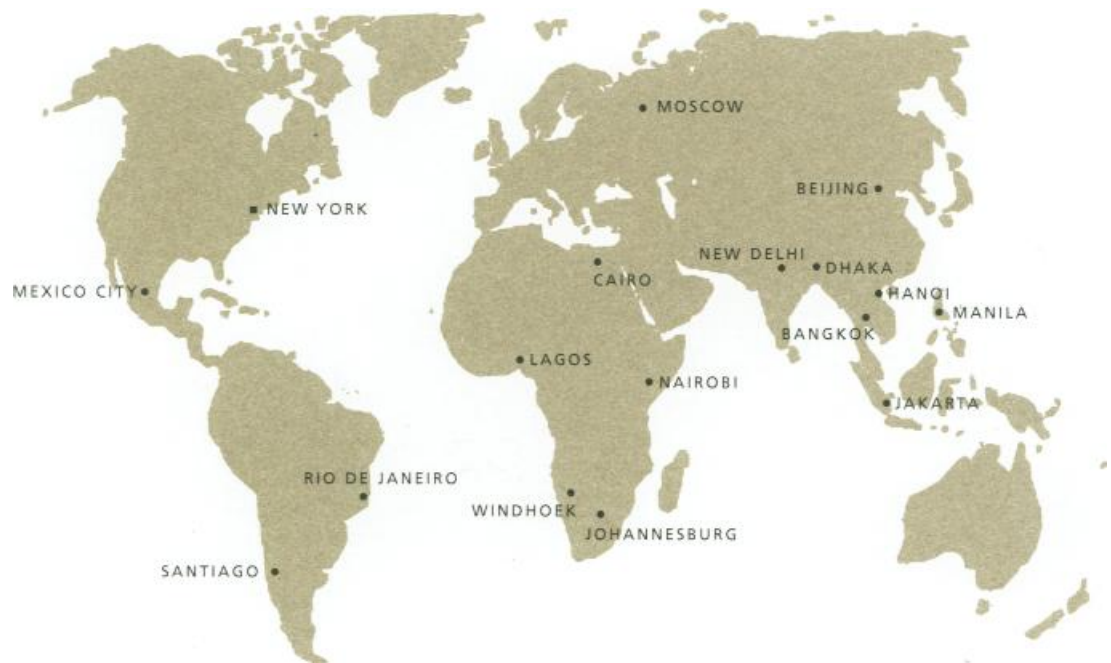 MOSCOW
BEIJING
NEW YORK
NEW DELHI
DHAKA
CAIRO
MEXICO CITY
HANOI
MANILA
BANGKOK
LAGOS
NAIROBI
JAKARTA
RIO DE JANEIRO
WINDHOEK
JOHANNESBURG
SANTIAGO